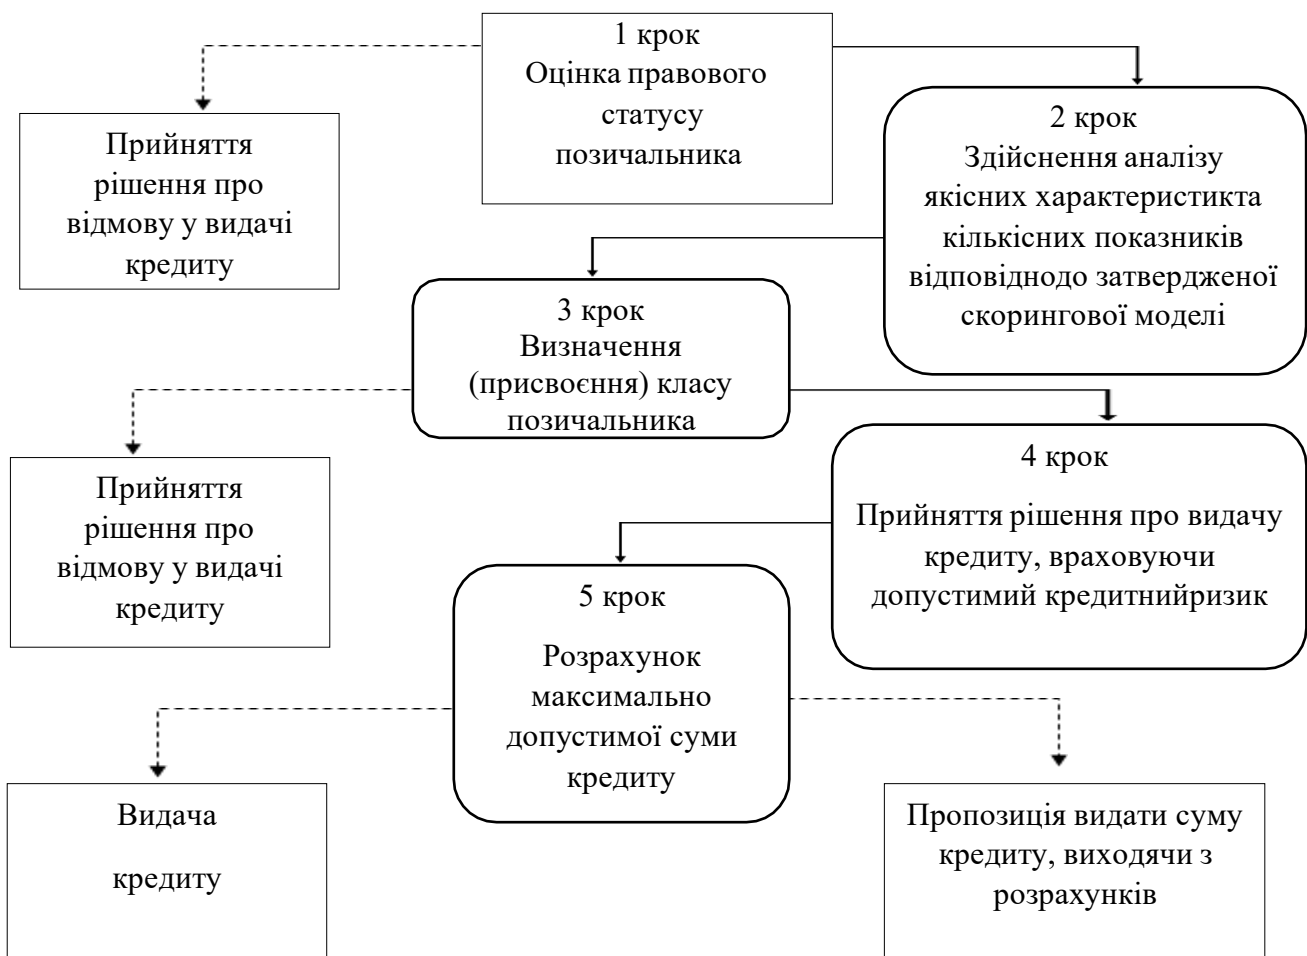 1 крок
Оцінка правового
статусу
позичальника
Прийняття
рішення про
відмову у видачі
кредиту
2 крок
Здійснення аналізу
якісних характеристикта
кількісних показників
відповіднодо затвердженої
скорингової моделі
3 крок
Визначення
(присвоєння) класу
позичальника
Прийняття
рішення про
відмову у видачі
кредиту
4 крок
Прийняття рішення про видачу
кредиту, враховуючи
допустимий кредитнийризик
5 крок
Розрахунок
максимально
допустимої суми
кредиту
Видача
кредиту
Пропозиція видати суму
кредиту, виходячи з
розрахунків